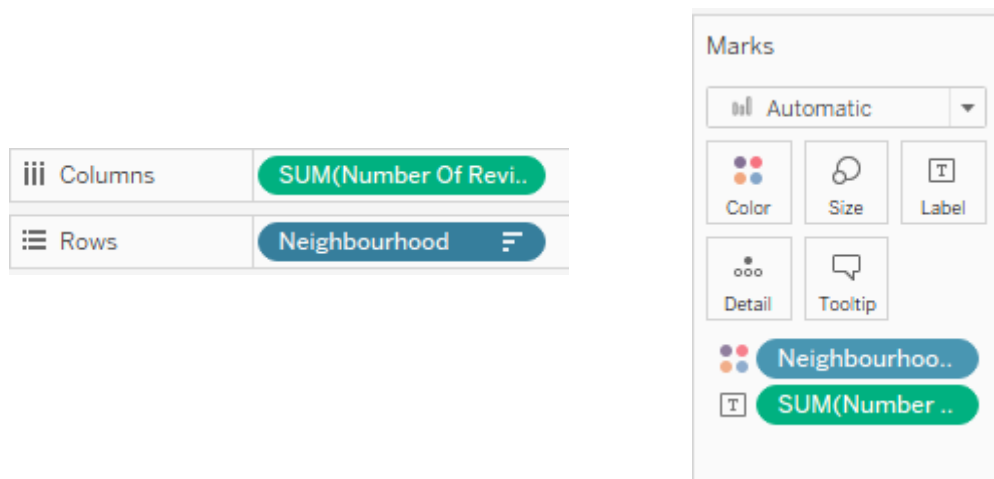 Columns
SUM(Number Of Revi..
Rows
Neighbourhood
Marks
Automatic
Color
Size
T
Label
Detail
Tooltip
Neighbourhoo..
T
SUM(Number ..